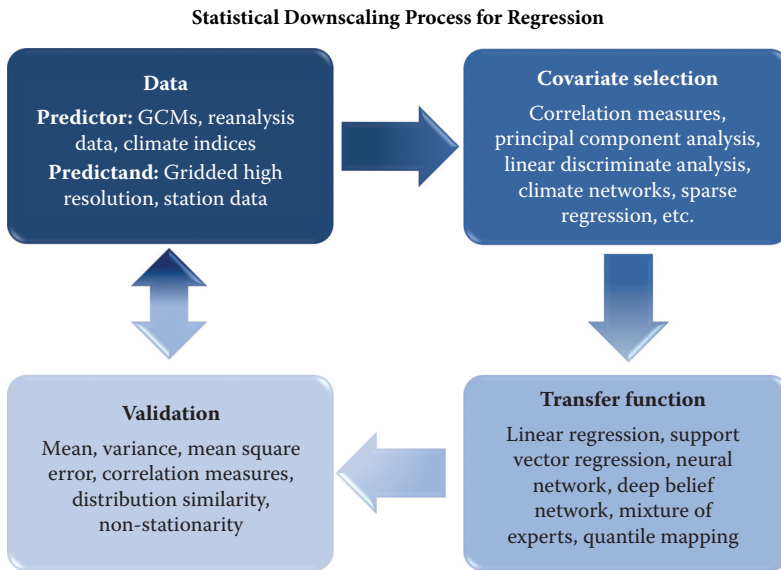 Statistical Downscaling Process for Regression
Data
Predictor: GCMs, reanalysis
data, climate indices
Predictand: Gridded high
resolution, station data
Covariate selection
Correlation measures,
principal component analysis,
linear discriminate analysis,
climate networks, sparse
regression, etc.
Validation
Mean, variance, mean square
error, correlation measures,
distribution similarity,
non-stationarity
Transfer function
Linear regression, support
vector regression, neural
network, deep belief
network, mixture of
experts, quantile mapping